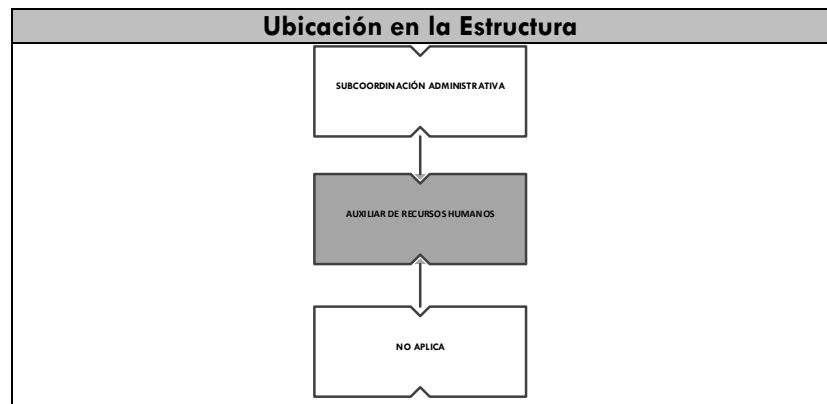 Ubicación en la Estructura
SUBCOORDINACIÓN ADMINISTRATIVA
AUXILIAR DE RECURSOS HUMANOS
NO APLICA